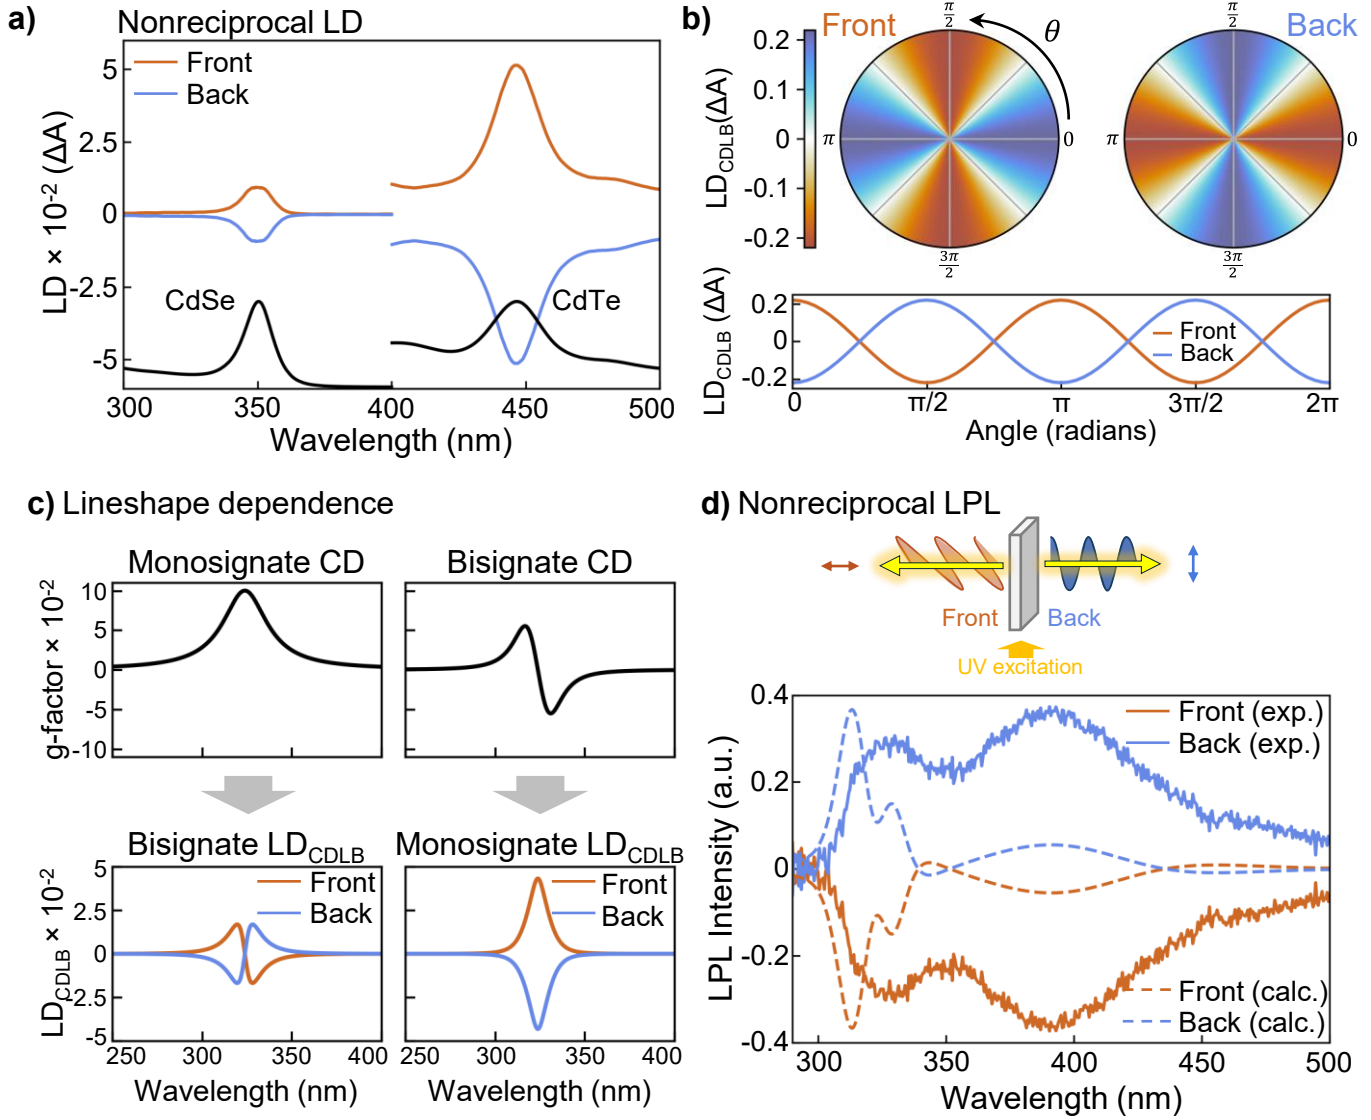 a) Nonreciprocal LD
Front
Back
LD × 10⁻² (ΔA)
5
2.5
0
-2.5
-5
CdSe
CdTe
300
350
400
450
500
Wavelength (nm)
b)
Front
Back
θ
0.2
0.1
0
-0.1
-0.2
LD_CDLB(ΔA)
π/2
π
0
3π/2
π/2
π
0
3π/2
LD_CDLB (ΔA)
0.2
0
-0.2
Front
Back
0
π/2
π
3π/2
2π
Angle (radians)
c) Lineshape dependence
Monosignate CD
Bisignate CD
g-factor × 10⁻²
10
5
0
-5
-10
Bisignate LD_CDLB
Monosignate LD_CDLB
LD_CDLB × 10⁻²
5
2.5
0
-2.5
-5
Front
Back
Front
Back
250
300
350
400
250
300
350
400
Wavelength (nm)
Wavelength (nm)
d) Nonreciprocal LPL
Front
Back
UV excitation
LPL Intensity (a.u.)
0.4
0.2
0
-0.2
-0.4
Front (exp.)
Back (exp.)
Front (calc.)
Back (calc.)
300
350
400
450
500
Wavelength (nm)